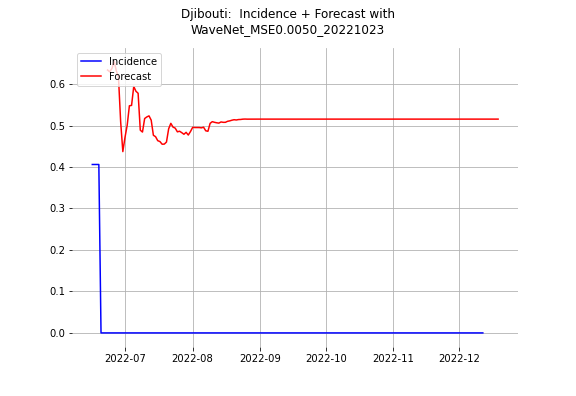 Djibouti:  Incidence + Forecast with
WaveNet_MSE0.0050_20221023
Incidence
Forecast
0.6
0.5
0.4
0.3
0.2
0.1
0.0
2022-07 2022-08 2022-09 2022-10 2022-11 2022-12